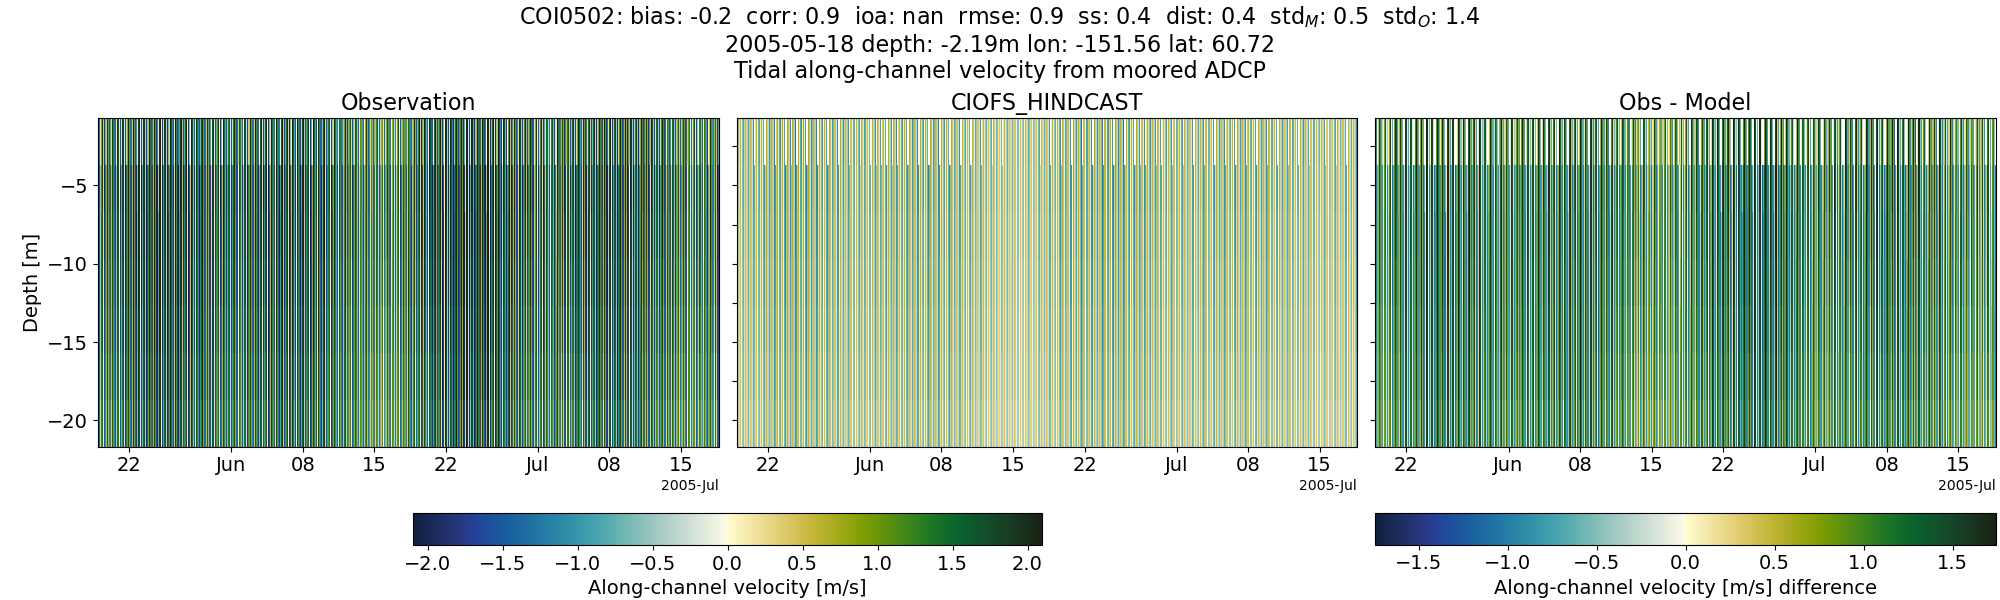 COI0502: bias: -0.2 corr: 0.9 ioa: nan rmse: 0.9 ss: 0.4 dist: 0.4 std_M: 0.5 std_O: 1.4
2005-05-18 depth: -2.19m lon: -151.56 lat: 60.72
Tidal along-channel velocity from moored ADCP
Observation
CIOFS_HINDCAST
Obs - Model
Depth [m]
−5
−10
−15
−20
22 Jun 08 15 22 Jul 08 15
2005-Jul
22 Jun 08 15 22 Jul 08 15
2005-Jul
22 Jun 08 15 22 Jul 08 15
2005-Jul
−2.0 −1.5 −1.0 −0.5 0.0 0.5 1.0 1.5 2.0
Along-channel velocity [m/s]
−1.5 −1.0 −0.5 0.0 0.5 1.0 1.5
Along-channel velocity [m/s] difference